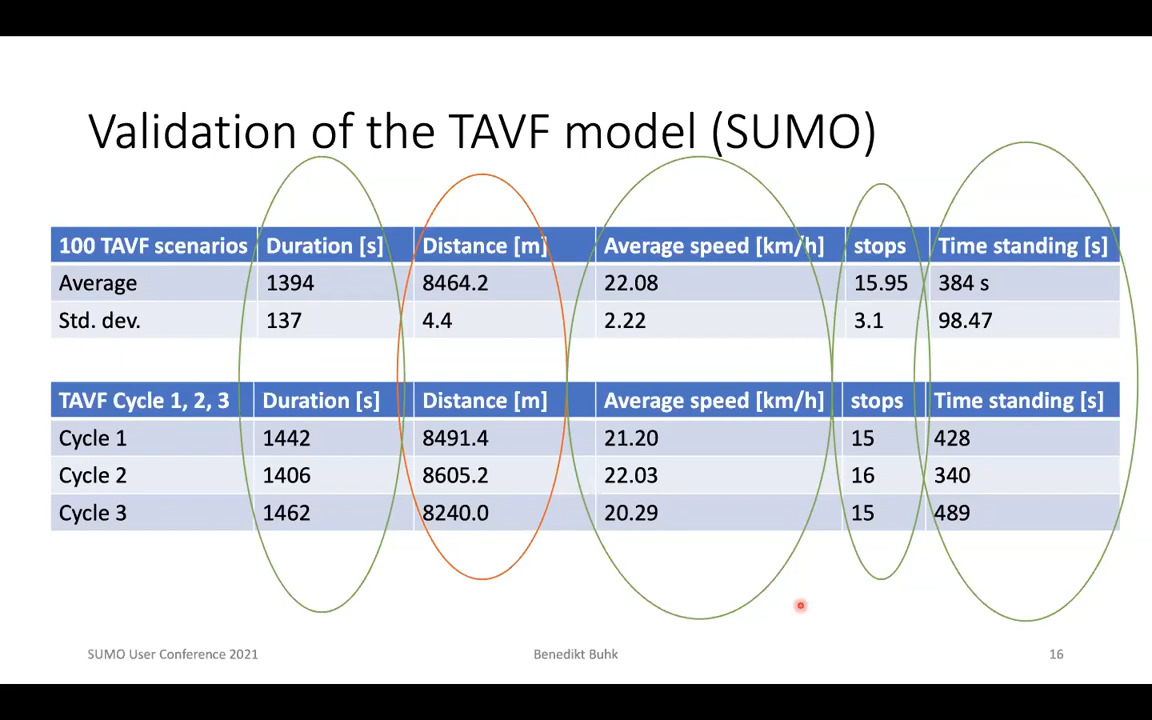 Validation of the TAVF model (SUMO)
100 TAVF scenarios Duration [s] Distance [m] Average speed [km/h] stops Time standing [s]
Average 1394 8464.2 22.08 15.95 384 s
Std. dev. 137 4.4 2.22 3.1 98.47
TAVF Cycle 1, 2, 3 Duration [s] Distance [m] Average speed [km/h] stops Time standing [s]
Cycle 1 1442 8491.4 21.20 15 428
Cycle 2 1406 8605.2 22.03 16 340
Cycle 3 1462 8240.0 20.29 15 489
SUMO User Conference 2021 Benedikt Buhk 16